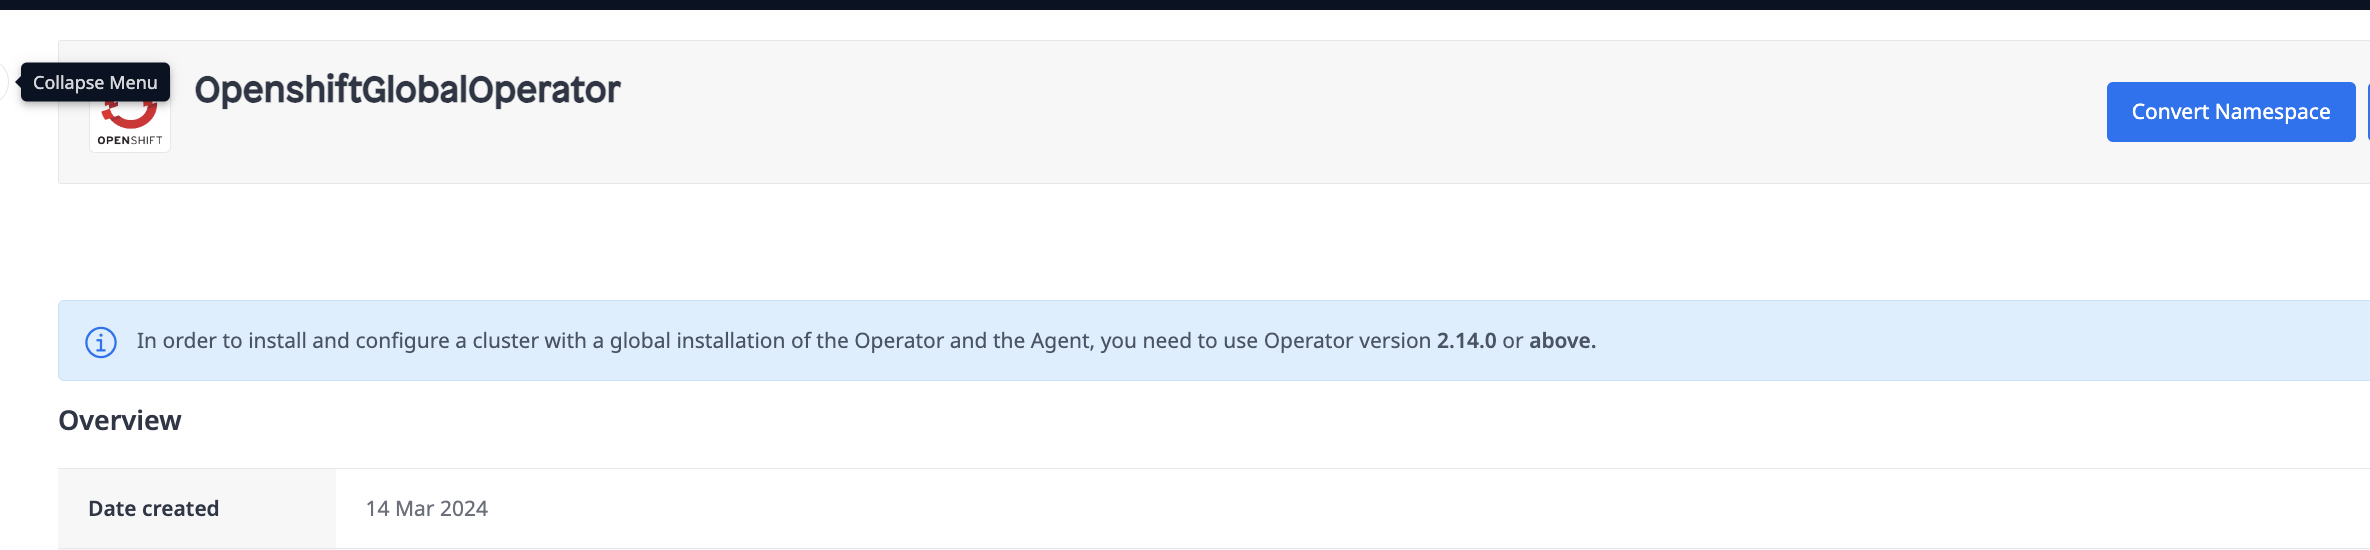 Collapse Menu
OpenshiftGlobalOperator
OPENSHIFT
Convert Namespace
In order to install and configure a cluster with a global installation of the Operator and the Agent, you need to use Operator version 2.14.0 or above.
Overview
Date created
14 Mar 2024